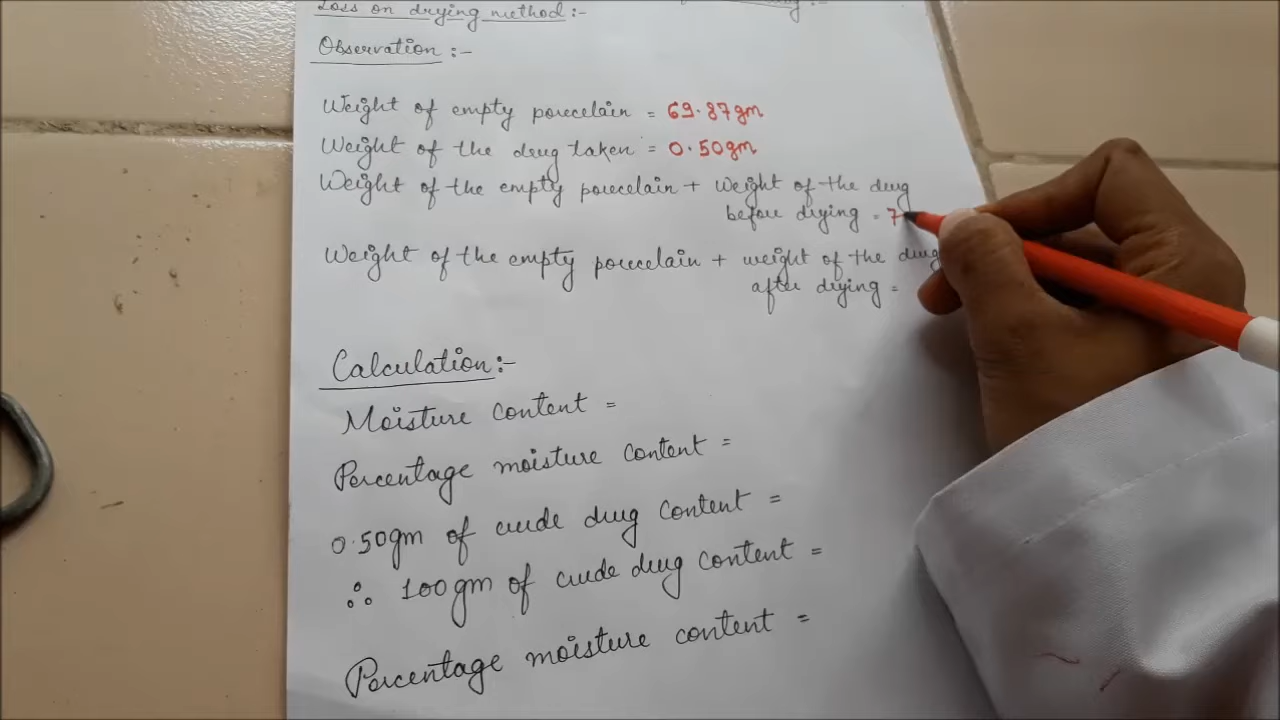 Loss on drying method:-
Observation :-
Weight of empty porcelain = 69.87gm
Weight of the drug taken = 0.50gm
Weight of the empty porcelain + Weight of the drug
before drying = 7
Weight of the empty porcelain + weight of the drug
after drying =
Calculation:-
Moisture content =
Percentage moisture content =
0.50gm of crude drug content =
∴ 100gm of crude drug content =
Percentage moisture content =